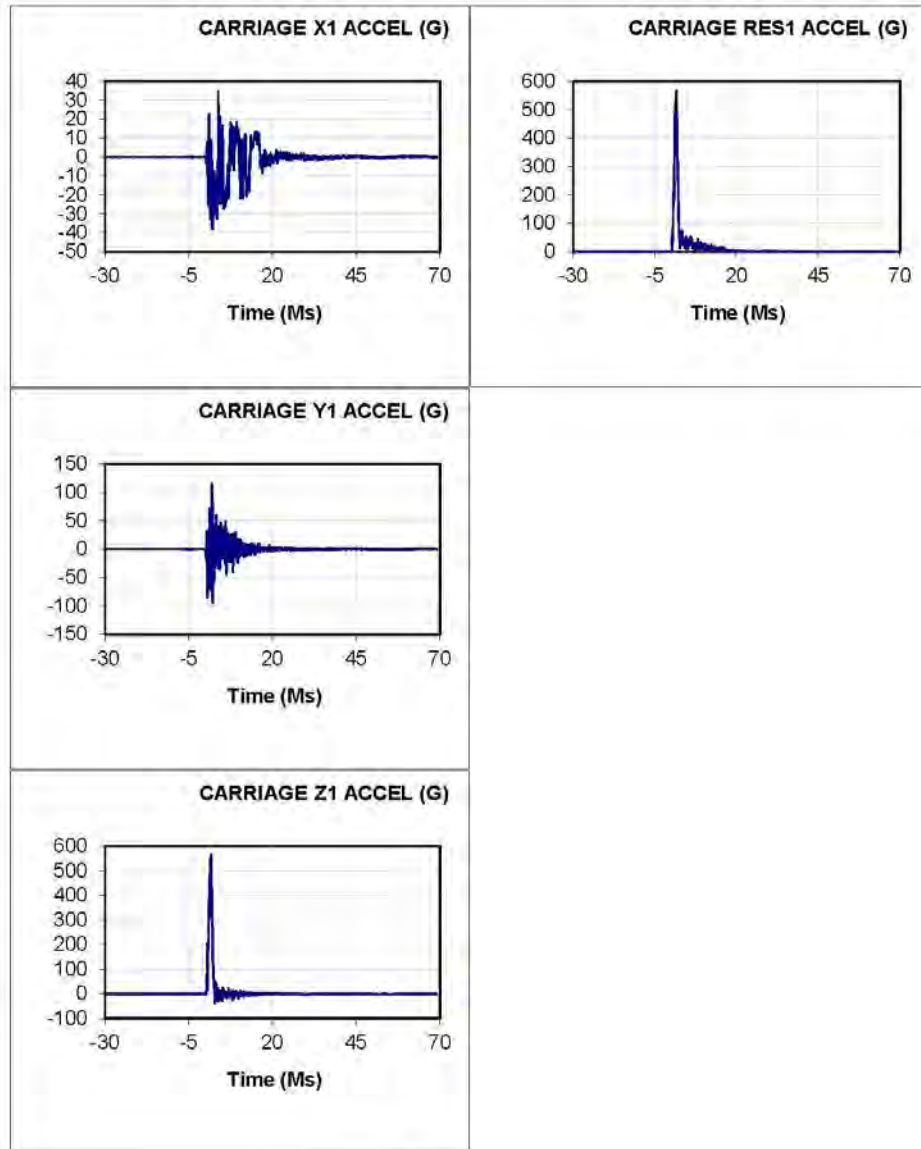 CARRIAGE X1 ACCEL (G)
40
30
20
10
0
-10
-20
-30
-40
-50
-30 -5 20 45 70
Time (Ms)
CARRIAGE RES1 ACCEL (G)
600
500
400
300
200
100
0
-30 -5 20 45 70
Time (Ms)
CARRIAGE Y1 ACCEL (G)
150
100
50
0
-50
-100
-150
-30 -5 20 45 70
Time (Ms)
CARRIAGE Z1 ACCEL (G)
600
500
400
300
200
100
0
-100
-30 -5 20 45 70
Time (Ms)